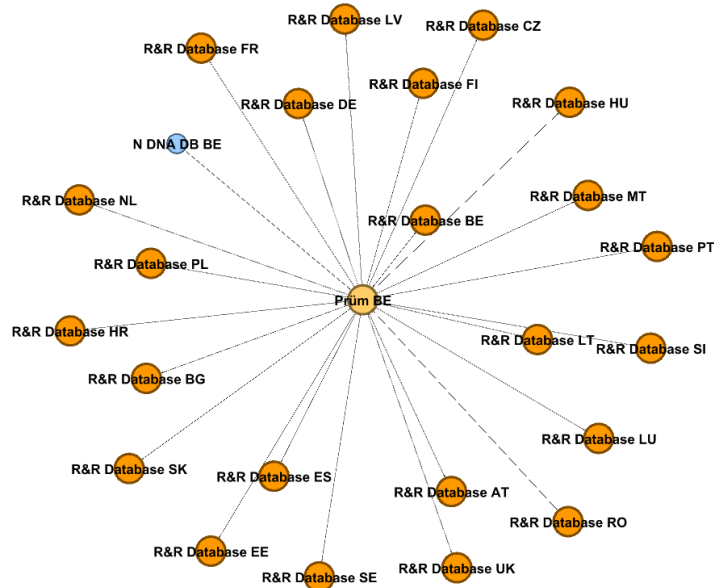 R&R Database LV
R&R Database CZ
R&R Database FR
R&R Database FI
R&R Database DE
R&R Database HU
N DNA DB BE
R&R Database NL
R&R Database MT
R&R Database BE
R&R Database PT
R&R Database PL
Prüm BE
R&R Database HR
R&R Database LT
R&R Database SI
R&R Database BG
R&R Database LU
R&R Database SK
R&R Database ES
R&R Database AT
R&R Database RO
R&R Database EE
R&R Database UK
R&R Database SE